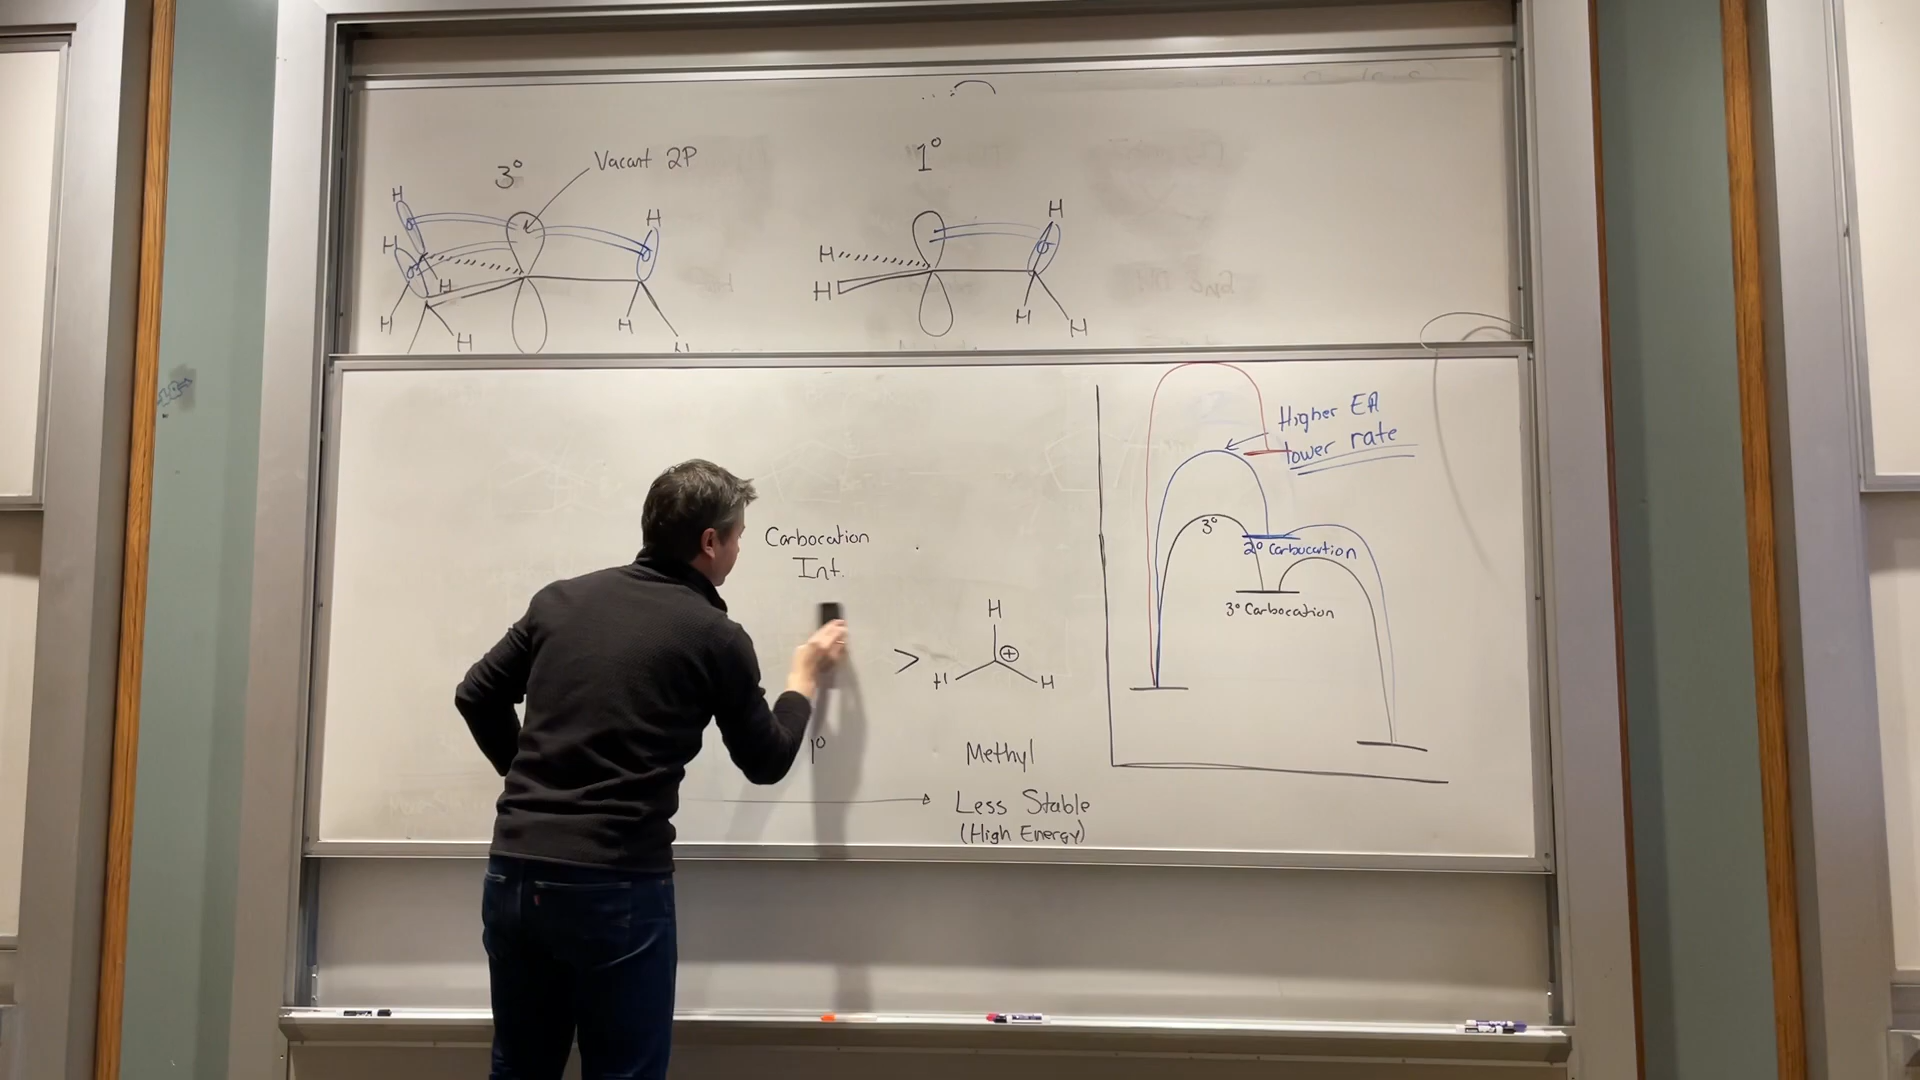 3°
Vacant 2P
1°
H
H
H
H
H
H
H
H
H
H
H
H
H
H
Higher EA
lower rate
3°
2° Carbocation
3° Carbocation
Carbocation
Int.
>
H
+
H
H
1°
Methyl
Less Stable
(High Energy)